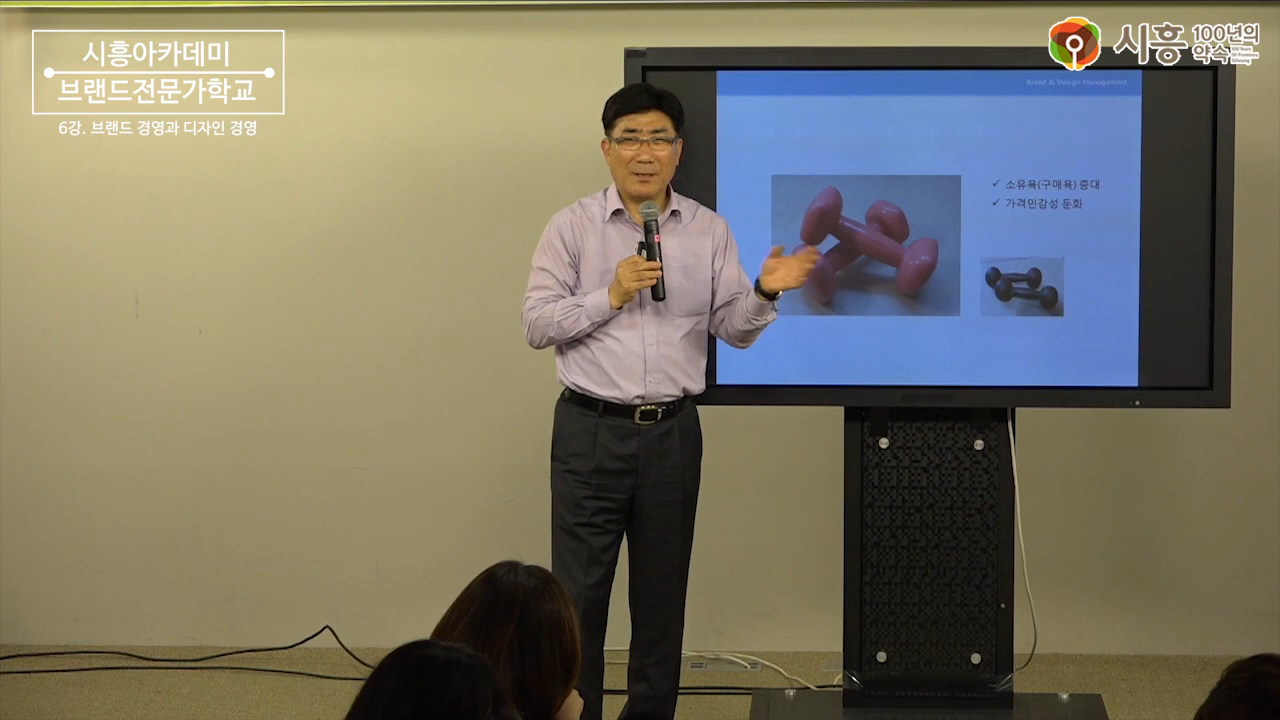 시흥아카데미
브랜드전문가학교
6강. 브랜드 경영과 디자인 경영
시흥
100년의
약속
Brand & Design Management
✓ 소유욕(구매욕) 증대
✓ 가격민감성 둔화